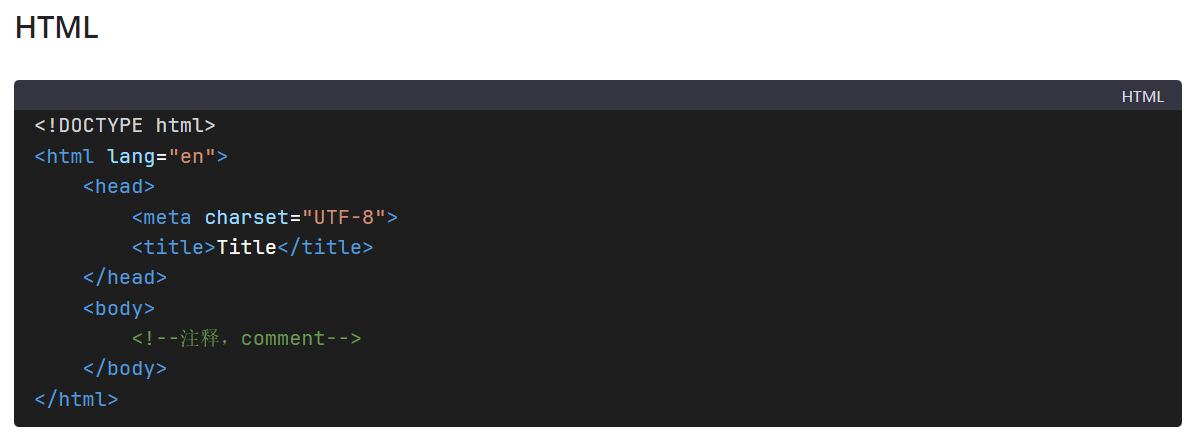 HTML
HTML
<!DOCTYPE html>
<html lang="en">
    <head>
        <meta charset="UTF-8">
        <title>Title</title>
    </head>
    <body>
        <!--注释，comment-->
    </body>
</html>